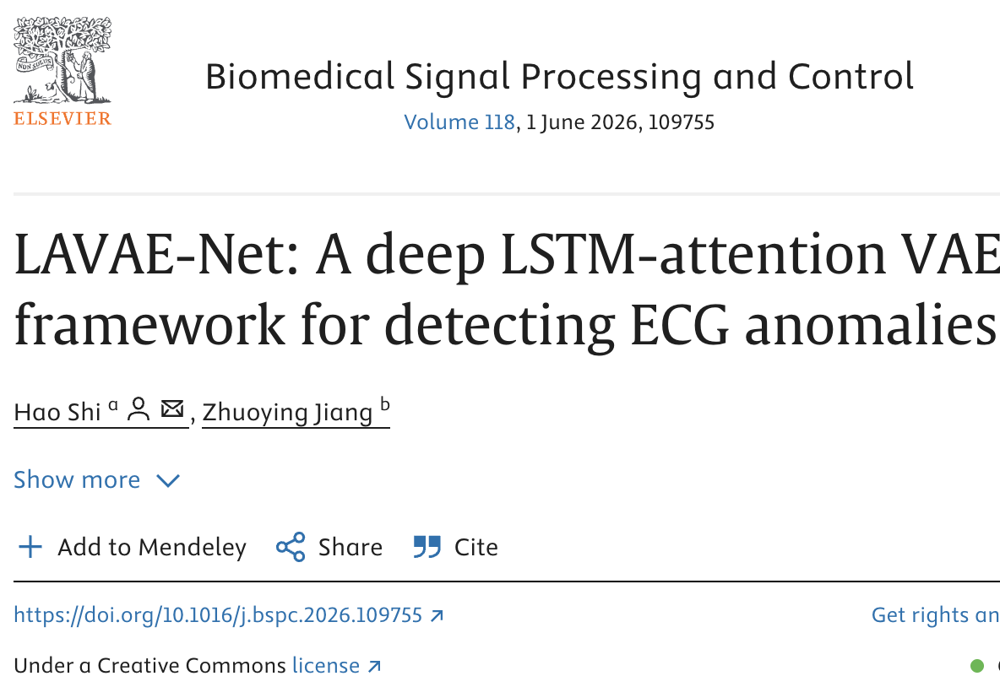 NON SOLUS
ELSEVIER
Biomedical Signal Processing and Control
Volume 118, 1 June 2026, 109755
LAVAE-Net: A deep LSTM-attention VAE
framework for detecting ECG anomalies
Hao Shi a , Zhuoying Jiang b
Show more
Add to Mendeley Share Cite
https://doi.org/10.1016/j.bspc.2026.109755 Get rights an
Under a Creative Commons license